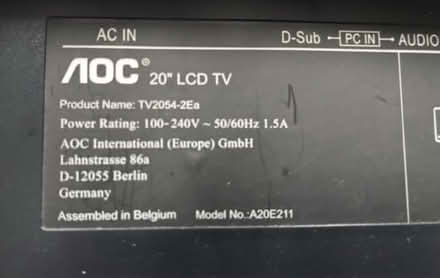 AC IN
D-Sub PC IN AUDIO
AOC® 20" LCD TV
Product Name: TV2054-2Ea
Power Rating: 100-240V ~ 50/60Hz 1.5A
AOC International (Europe) GmbH
Lahnstrasse 86a
D-12055 Berlin
Germany
Assembled in Belgium Model No.:A20E211